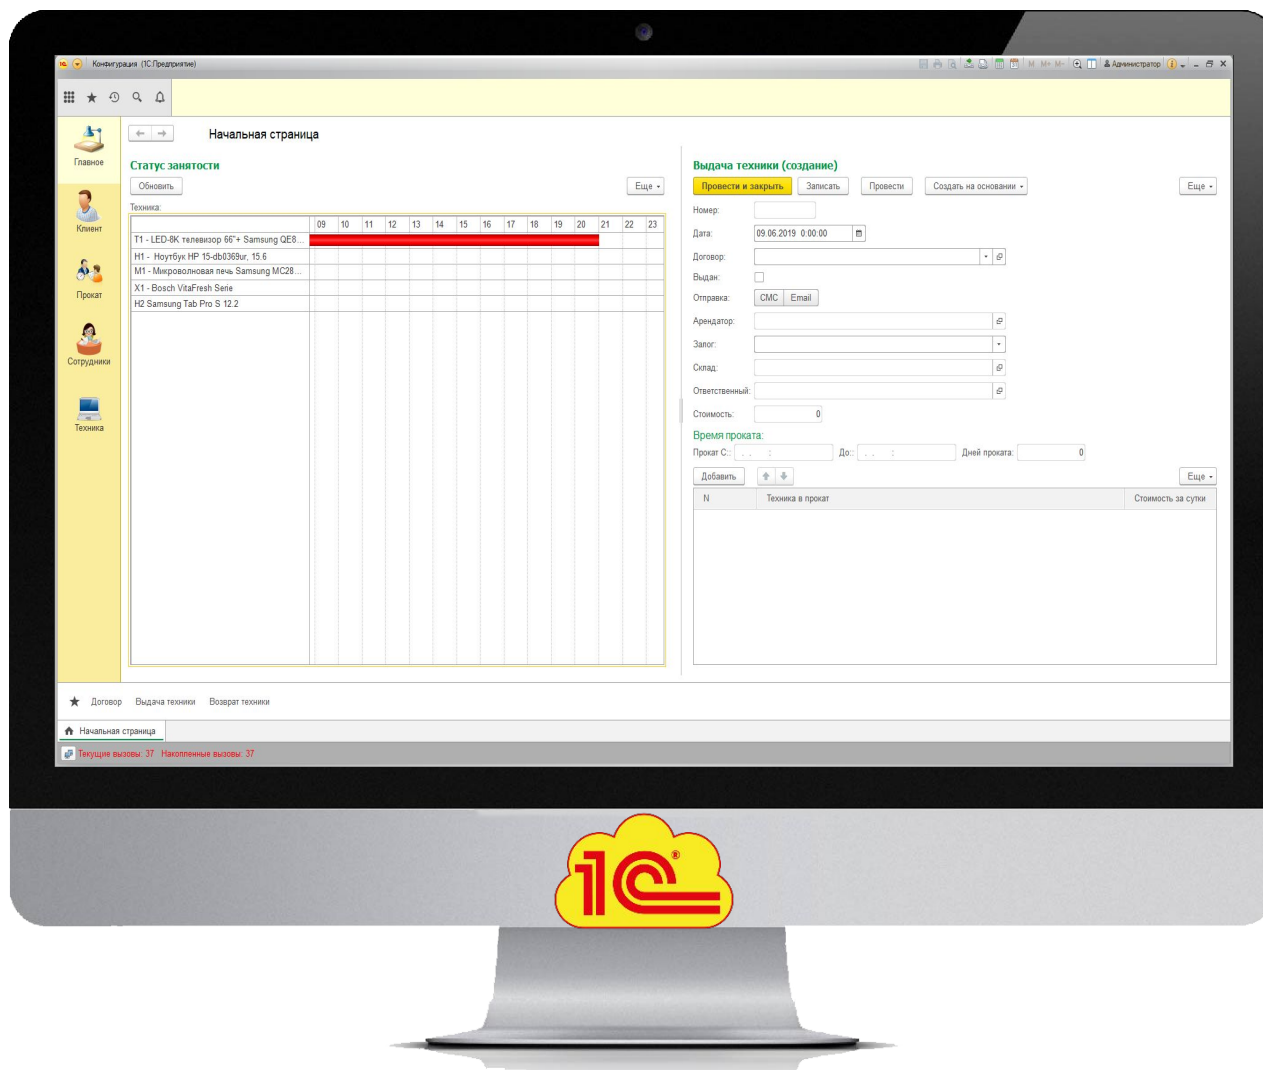 Конфигурация (1С:Предприятие)
M M+ M- Администратор
Главное
Клиент
Прокат
Сотрудники
Техника
Начальная страница
Статус занятости
Обновить Еще
Техника:
09 10 11 12 13 14 15 16 17 18 19 20 21 22 23
T1 - LED-8K телевизор 66"+ Samsung QE8...
H1 - Ноутбук HP 15-db0369ur, 15.6
M1 - Микроволновая печь Samsung MC28...
X1 - Bosch VitaFresh Serie
H2 Samsung Tab Pro S 12.2
Выдача техники (создание)
Провести и закрыть Записать Провести Создать на основании Еще
Номер:
Дата: 09.06.2019 0:00:00
Договор:
Выдан:
Отправка: СМС Email
Арендатор:
Залог:
Склад:
Ответственный:
Стоимость: 0
Время проката:
Прокат С:: . . : До:: . . : Дней проката: 0
Добавить Еще
N Техника в прокат Стоимость за сутки
Договор Выдача техники Возврат техники
Начальная страница
Текущие вызовы: 37 Накопленные вызовы: 37
1С®